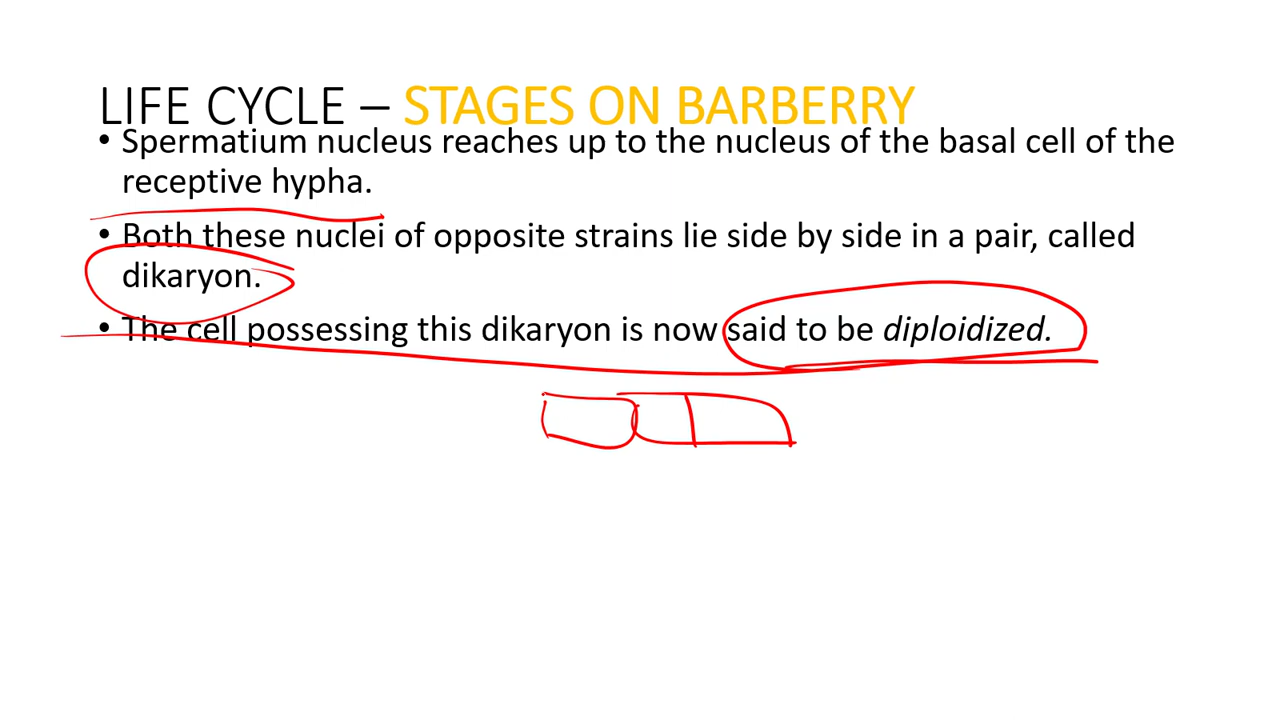 LIFE CYCLE – STAGES ON BARBERRY
• Spermatium nucleus reaches up to the nucleus of the basal cell of the
receptive hypha.
• Both these nuclei of opposite strains lie side by side in a pair, called
dikaryon.
• The cell possessing this dikaryon is now said to be diploidized.